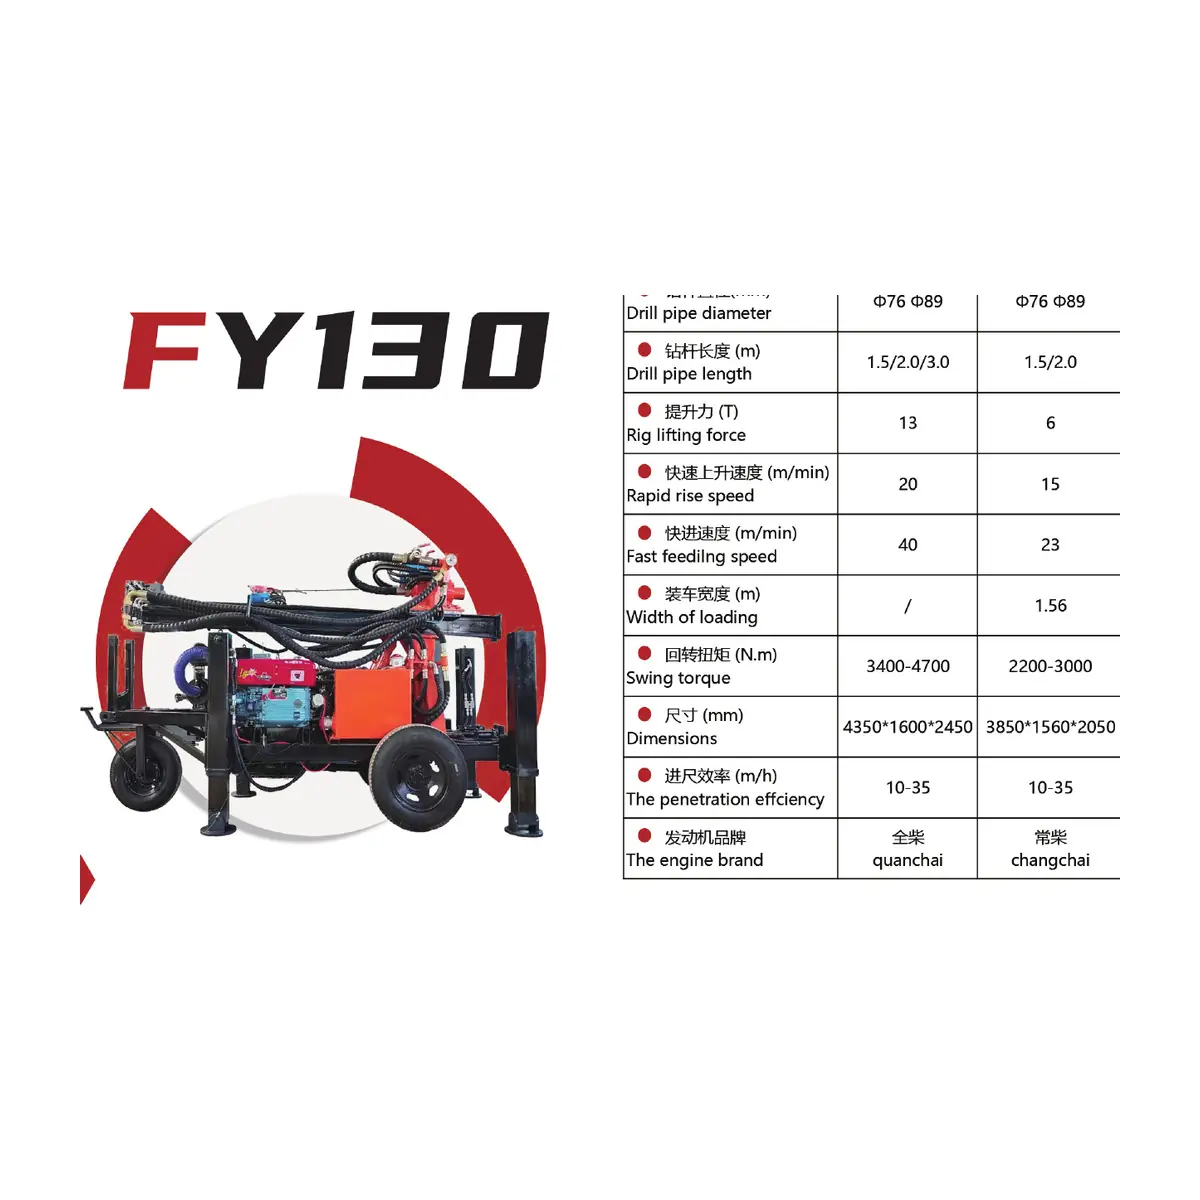 FY130
Φ76 Φ89 Φ76 Φ89
Drill pipe diameter
钻杆长度 (m)
Drill pipe length 1.5/2.0/3.0 1.5/2.0
提升力 (T)
Rig lifting force 13 6
快速上升速度 (m/min)
Rapid rise speed 20 15
快进速度 (m/min)
Fast feedilng speed 40 23
装车宽度 (m)
Width of loading / 1.56
回转扭矩 (N.m)
Swing torque 3400-4700 2200-3000
尺寸 (mm)
Dimensions 4350*1600*2450 3850*1560*2050
进尺效率 (m/h)
The penetration effciency 10-35 10-35
发动机品牌 全柴 常柴
The engine brand quanchai changchai